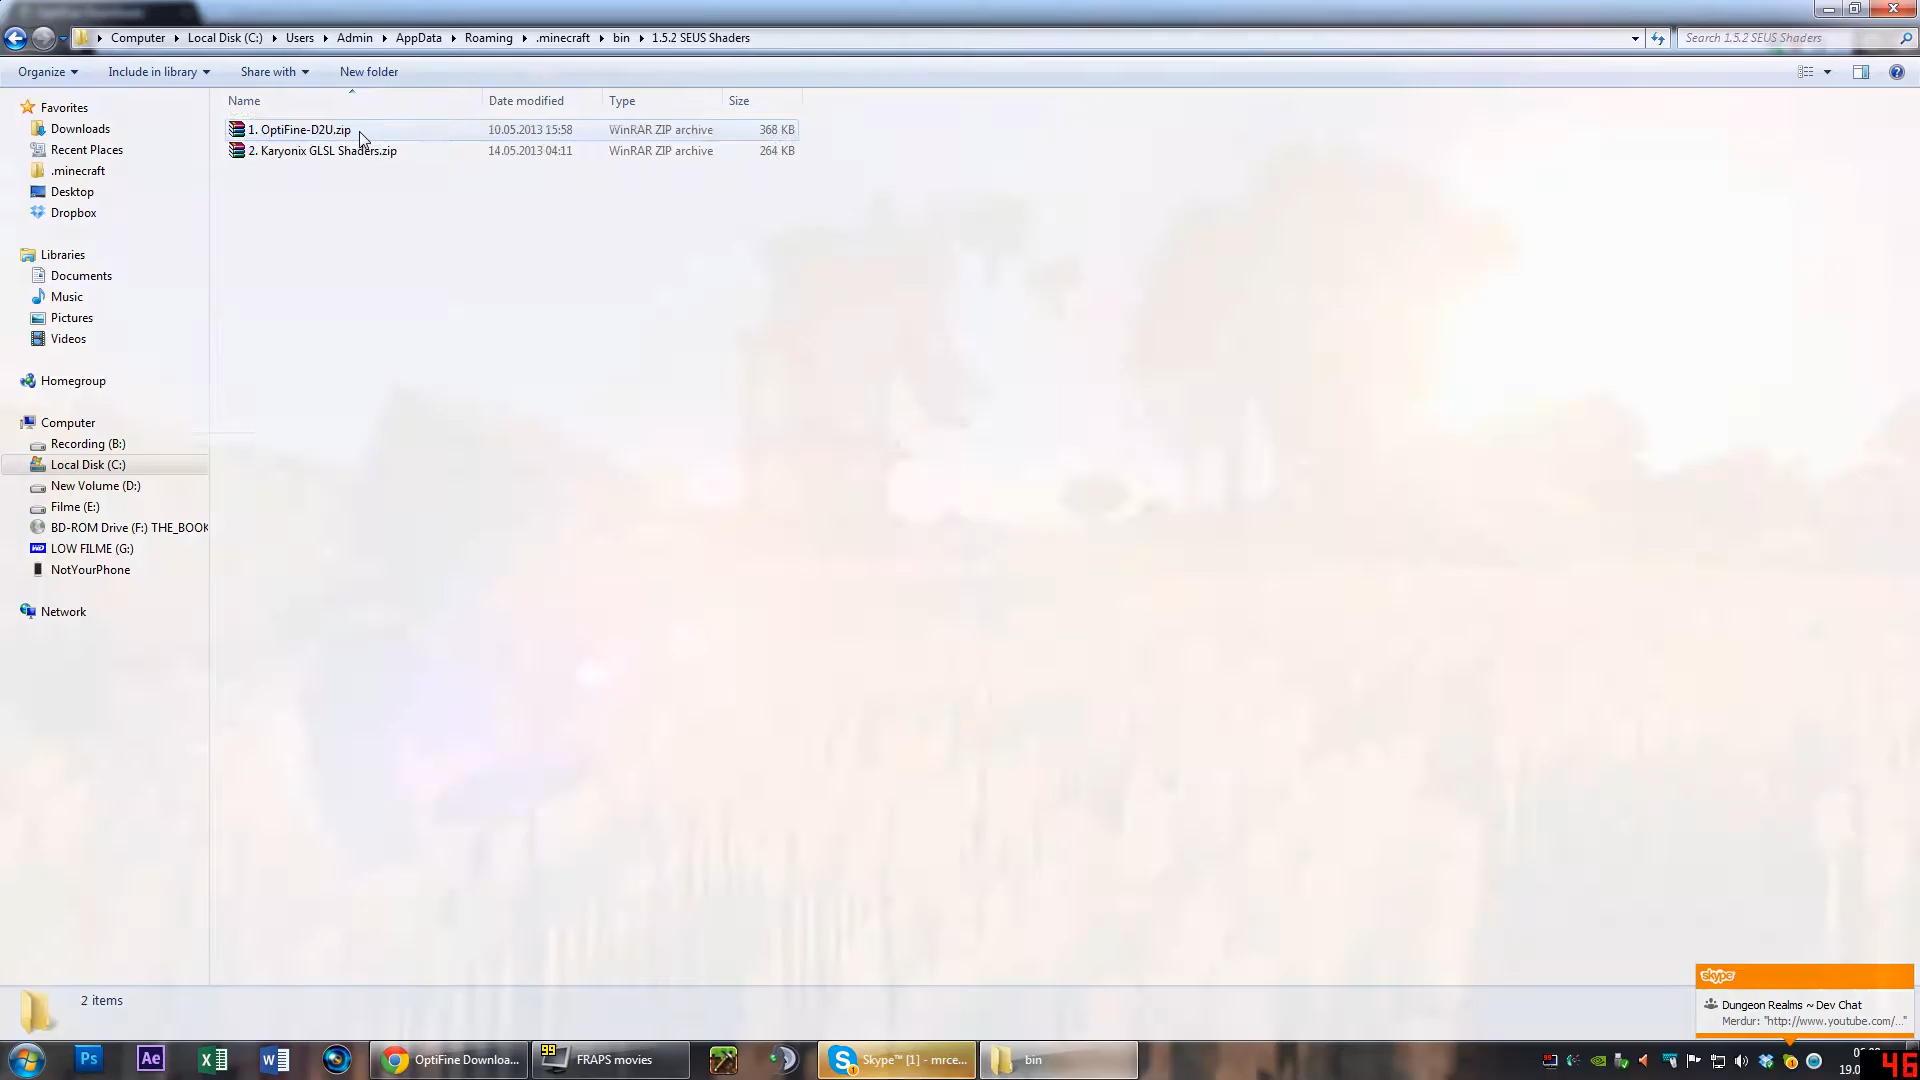 Computer Local Disk (C:) Users Admin AppData Roaming .minecraft bin 1.5.2 SEUS Shaders
Search 1.5.2 SEUS Shaders
Organize Include in library Share with New folder
Name Date modified Type Size
1. OptiFine-D2U.zip 10.05.2013 15:58 WinRAR ZIP archive 368 KB
2. Karyonix GLSL Shaders.zip 14.05.2013 04:11 WinRAR ZIP archive 264 KB
Favorites
Downloads
Recent Places
.minecraft
Desktop
Dropbox
Libraries
Documents
Music
Pictures
Videos
Homegroup
Computer
Recording (B:)
Local Disk (C:)
New Volume (D:)
Filme (E:)
BD-ROM Drive (F:) THE_BOOK
WD LOW FILME (G:)
NotYourPhone
Network
2 items
skype
Dungeon Realms ~ Dev Chat
Merdur: "http://www.youtube.com/..."
Ps Ae OptiFine Downloa... 99 FRAPS movies Skype™ [1] - mrce... bin
19.0
46